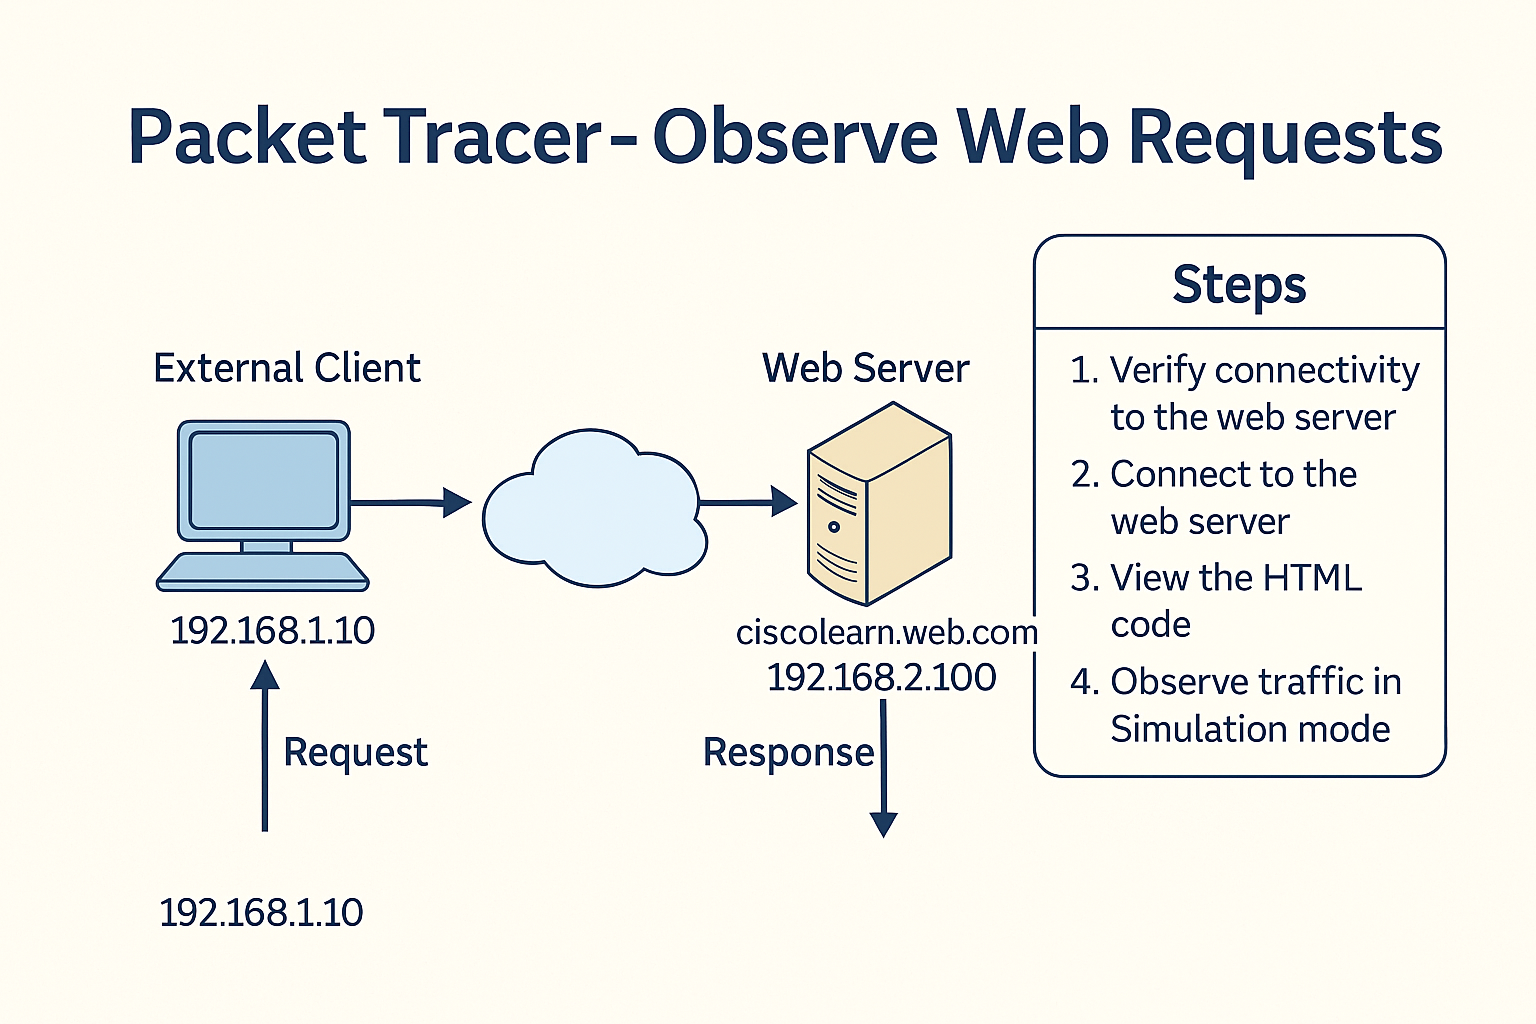 Packet Tracer - Observe Web Requests
External Client
192.168.1.10
Request
192.168.1.10
Web Server
ciscolearn.web.com
192.168.2.100
Response
Steps
1. Verify connectivity
to the web server
2. Connect to the
web server
3. View the HTML
code
4. Observe traffic in
Simulation mode